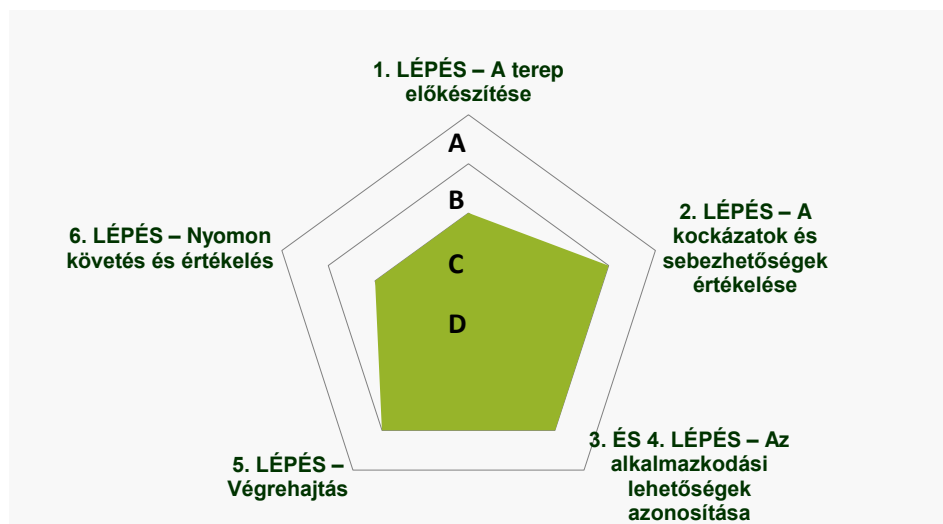 1. LÉPÉS – A terep
előkészítése
A
B
C
D
2. LÉPÉS – A
kockázatok és
sebezhetőségek
értékelése
3. ÉS 4. LÉPÉS – Az
alkalmazkodási
lehetőségek
azonosítása
5. LÉPÉS –
Végrehajtás
6. LÉPÉS – Nyomon
követés és értékelés